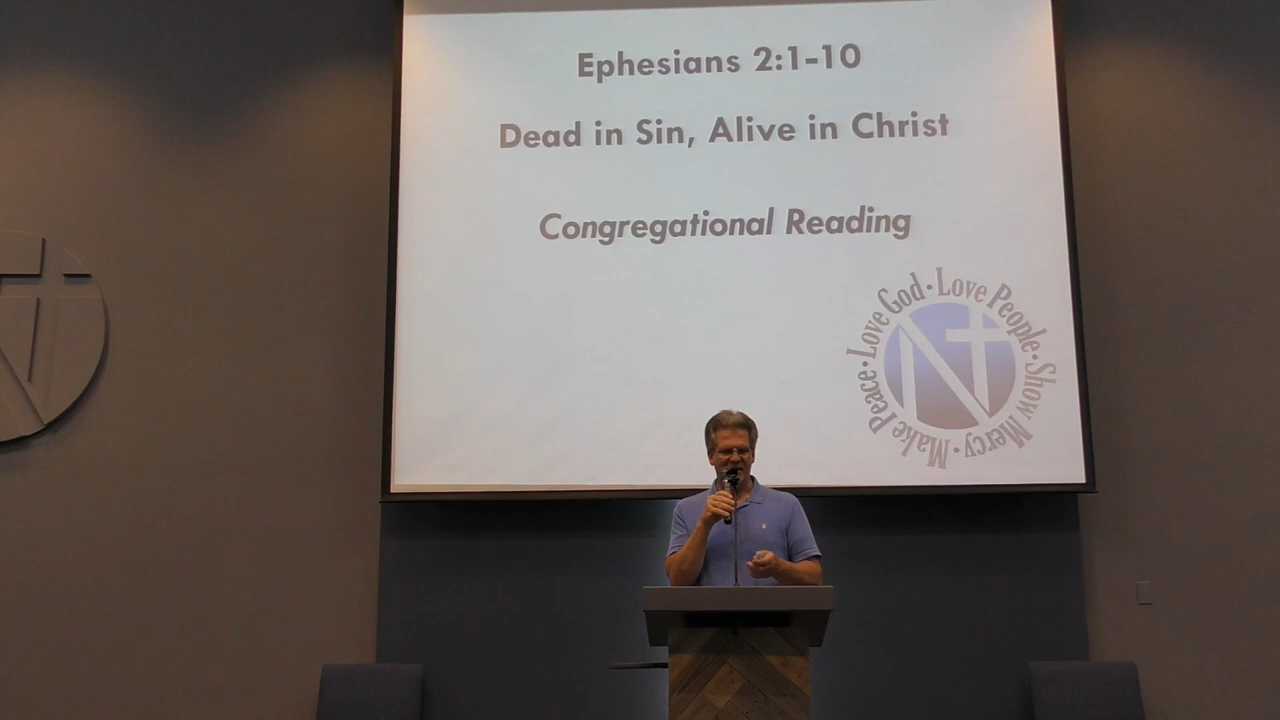 Ephesians 2:1-10
Dead in Sin, Alive in Christ
Congregational Reading
Love God · Love People · Show Mercy · Make Peace ·
NT